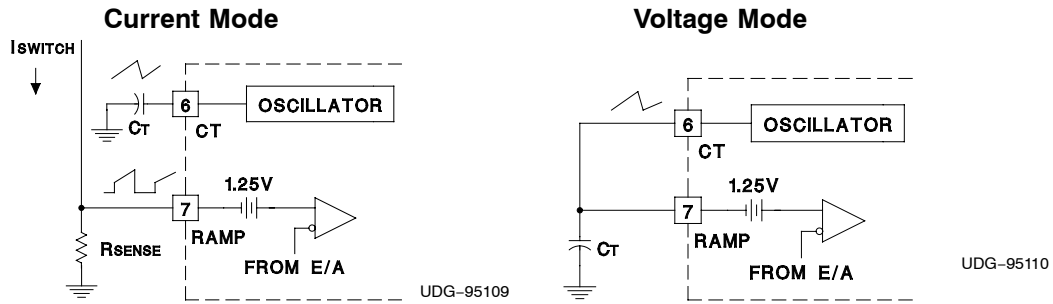 Current Mode
ISWITCH
CT
6
OSCILLATOR
CT
1.25V
7
RAMP
RSENSE
FROM E/A
UDG−95109
Voltage Mode
6
OSCILLATOR
CT
1.25V
7
RAMP
CT
FROM E/A
UDG−95110